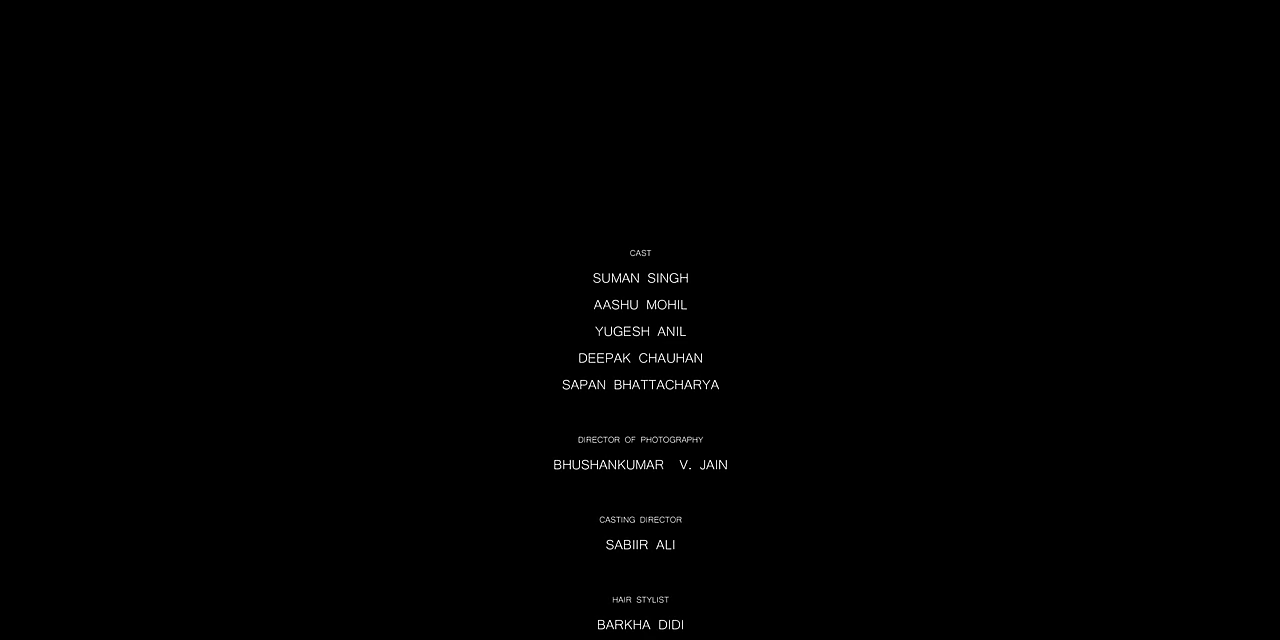 CAST
SUMAN SINGH
AASHU MOHIL
YUGESH ANIL
DEEPAK CHAUHAN
SAPAN BHATTACHARYA
DIRECTOR OF PHOTOGRAPHY
BHUSHANKUMAR V. JAIN
CASTING DIRECTOR
SABIIR ALI
HAIR STYLIST
BARKHA DIDI